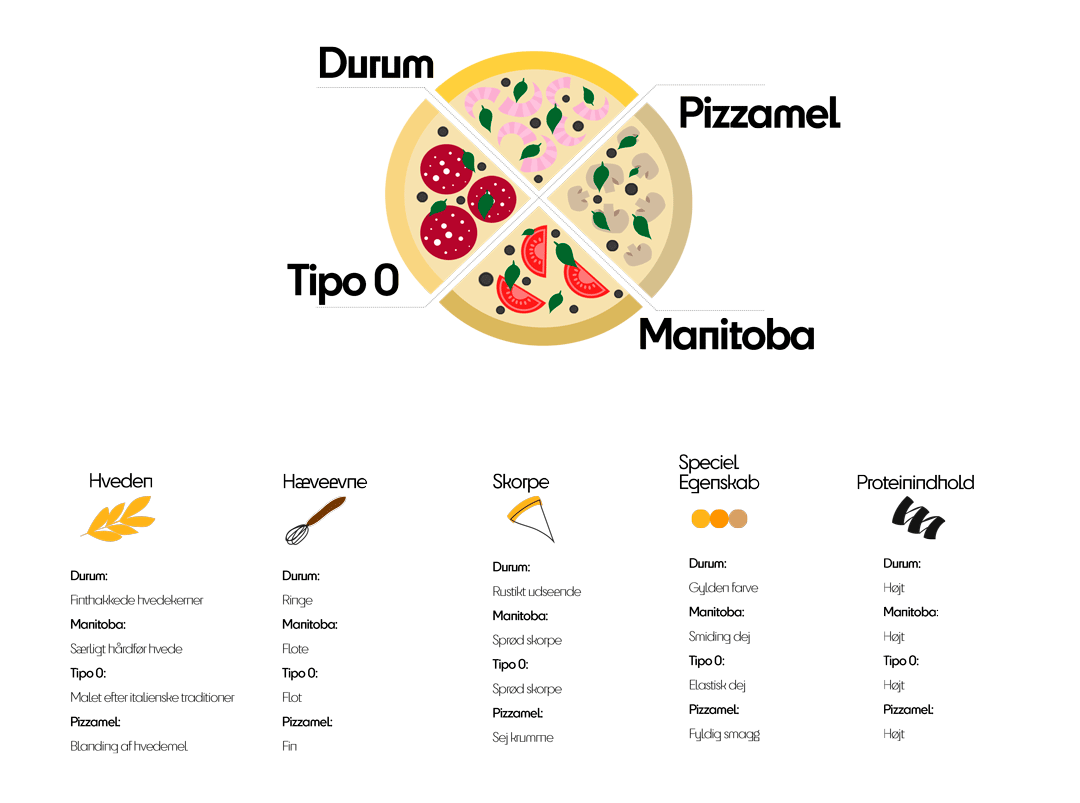 Durum
Pizzamel
Tipo 0
Manitoba
Hveden
Durum:
Finthakkede hvedekerner
Manitoba:
Særligt hårdfør hvede
Tipo 0:
Malet efter italienske traditioner
Pizzamel:
Blanding af hvedemel
Hæveevne
Durum:
Ringe
Manitoba:
Flote
Tipo 0:
Flot
Pizzamel:
Fin
Skorpe
Durum:
Rustikt udseende
Manitoba:
Sprød skorpe
Tipo 0:
Sprød skorpe
Pizzamel:
Sej krumme
Speciel
Egenskab
Durum:
Gylden farve
Manitoba:
Smiding dej
Tipo 0:
Elastisk dej
Pizzamel:
Fyldig smagg
Proteinindhold
Durum:
Højt
Manitoba:
Højt
Tipo 0:
Højt
Pizzamel:
Højt